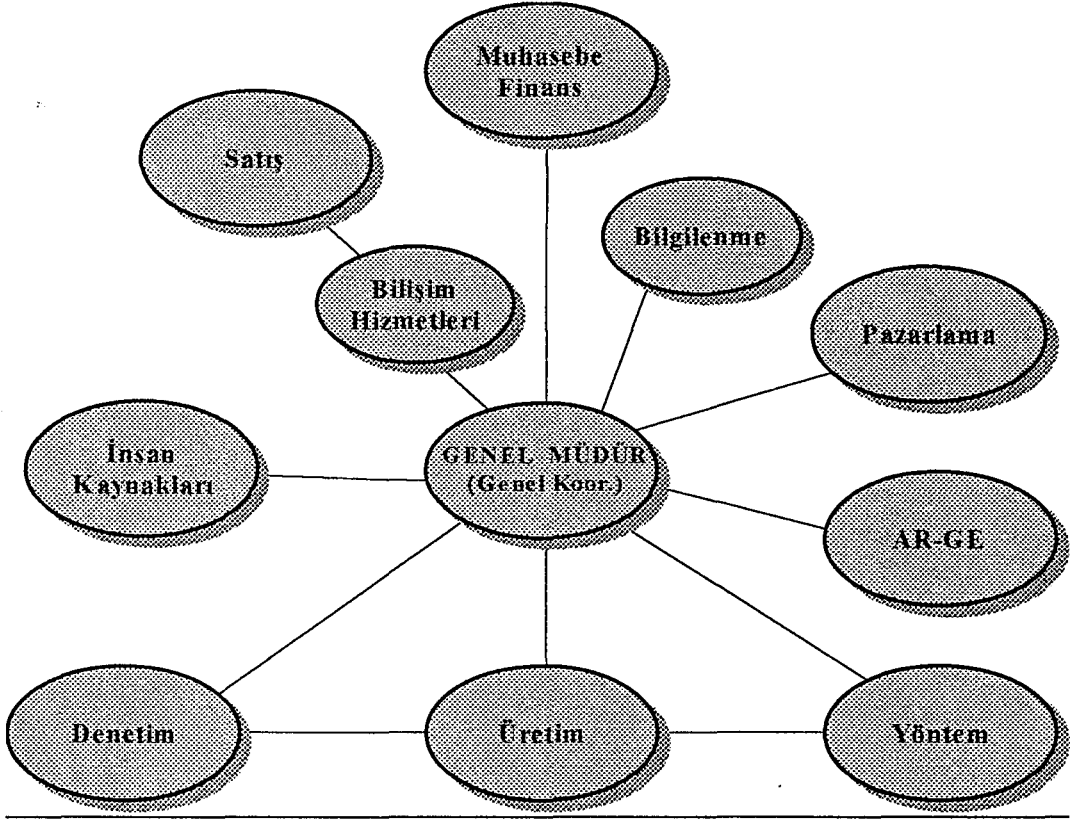 Muhasebe
Finans
Satış
Bilgilenme
Bilişim
Hizmetleri
Pazarlama
İnsan
Kaynakları
GENEL MÜDÜR
(Genel Koor.)
AR-GE
Denetim
Üretim
Yöntem